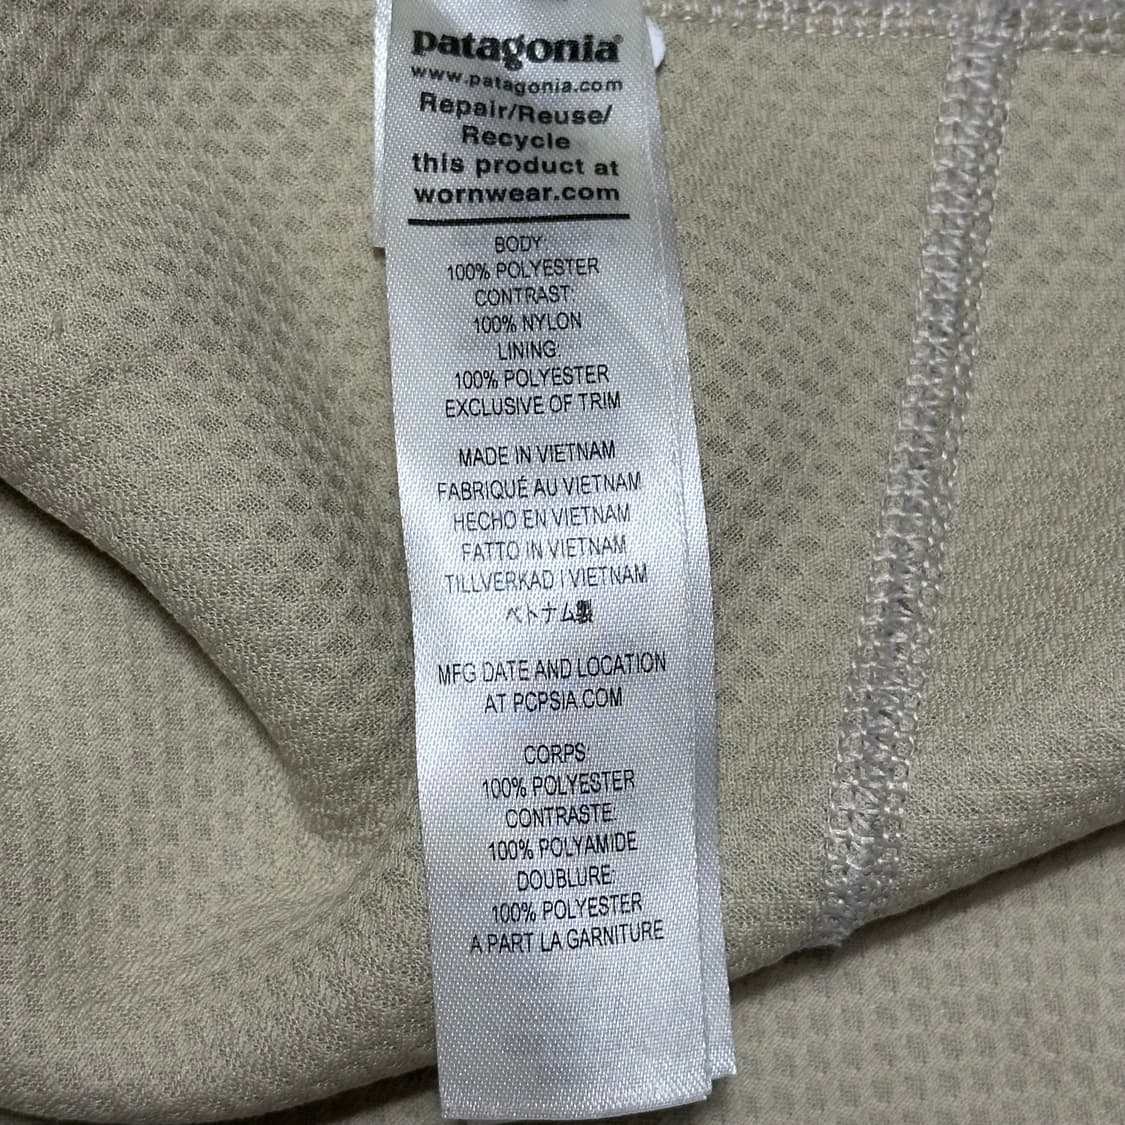 patagonia®
www.patagonia.com
Repair/Reuse/
Recycle
this product at
wornwear.com
BODY:
100% POLYESTER
CONTRAST:
100% NYLON
LINING:
100% POLYESTER
EXCLUSIVE OF TRIM
MADE IN VIETNAM
FABRIQUÉ AU VIETNAM
HECHO EN VIETNAM
FATTO IN VIETNAM
TILLVERKAD I VIETNAM
ベトナム製
MFG DATE AND LOCATION
AT PCPSIA.COM
CORPS:
100% POLYESTER
CONTRASTE:
100% POLYAMIDE
DOUBLURE:
100% POLYESTER
A PART LA GARNITURE